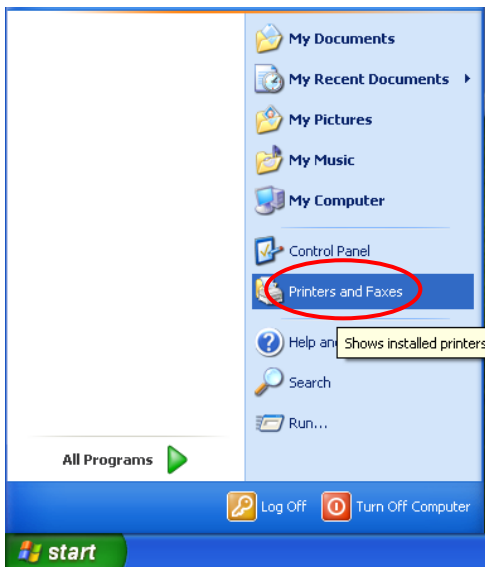 My Documents
My Recent Documents
My Pictures
My Music
My Computer
Control Panel
Printers and Faxes
Help an
Shows installed printers
Search
Run...
All Programs
Log Off
Turn Off Computer
start